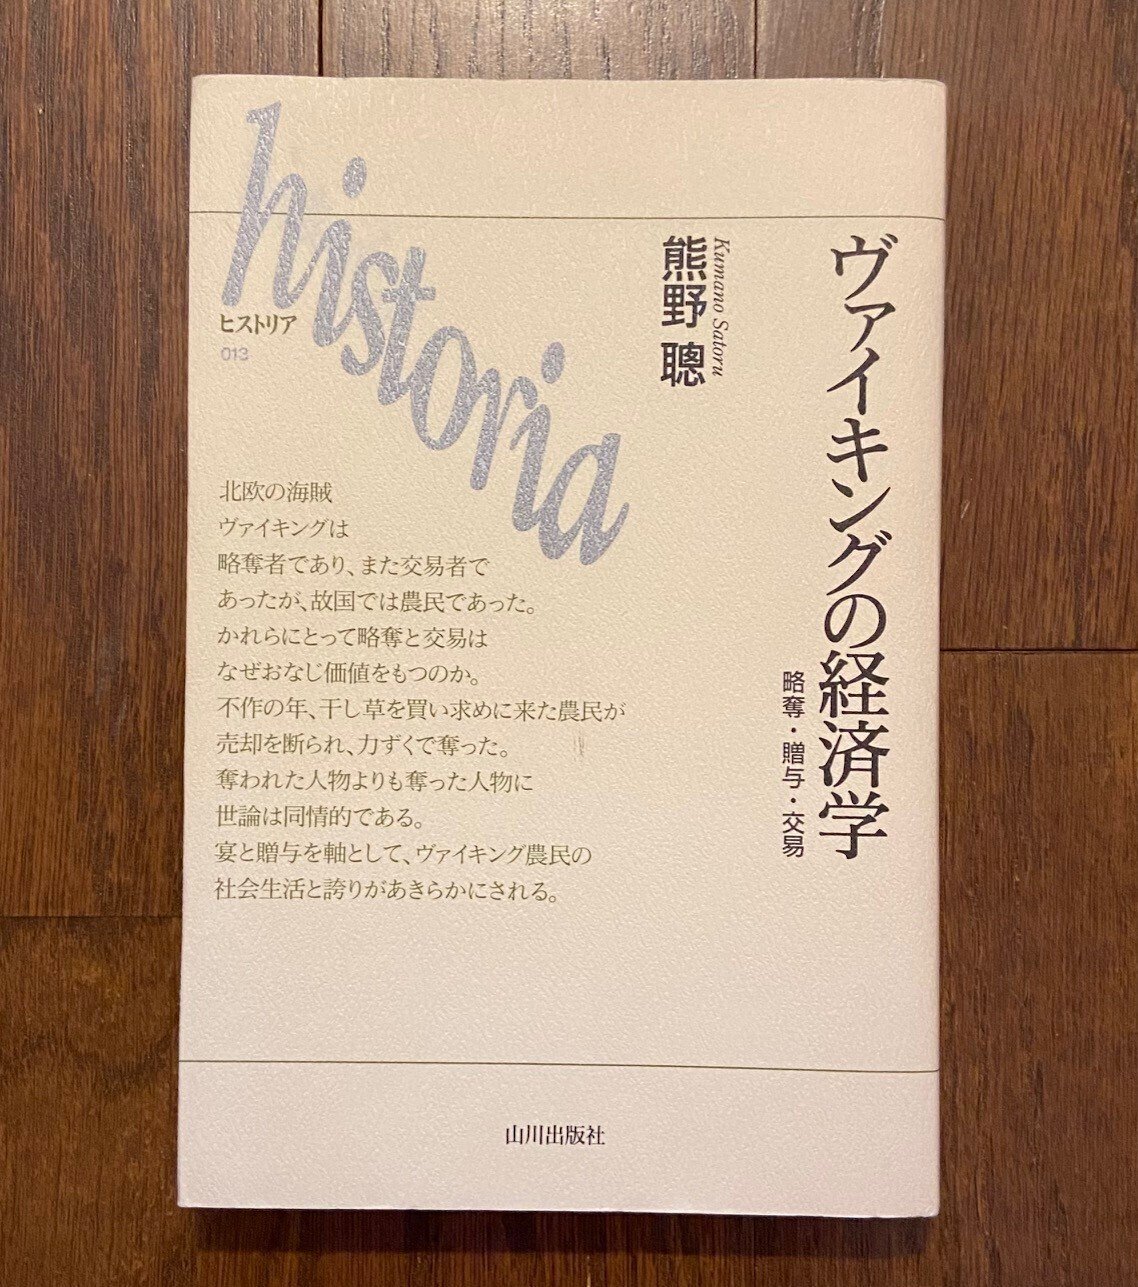 ヴァイキングの経済学
略奪・贈与・交易
Kumano Satoru
熊野 聰
historia
ヒストリア
013
北欧の海賊
ヴァイキングは
略奪者であり、また交易者で
あったが、故国では農民であった。
かれらにとって略奪と交易は
なぜおなじ価値をもつのか。
不作の年、干し草を買い求めに来た農民が
売却を断られ、力ずくで奪った。
奪われた人物よりも奪った人物に
世論は同情的である。
宴と贈与を軸として、ヴァイキング農民の
社会生活と誇りがあきらかにされる。
山川出版社